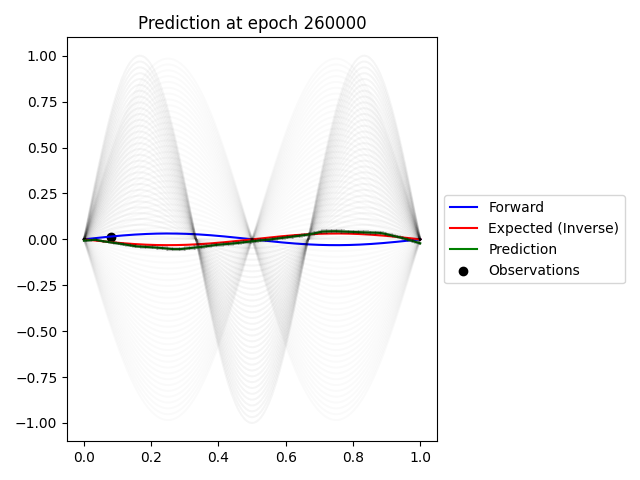 Prediction at epoch 260000
1.00
0.75
0.50
0.25
0.00
−0.25
−0.50
−0.75
−1.00
0.0 0.2 0.4 0.6 0.8 1.0
Forward
Expected (Inverse)
Prediction
Observations